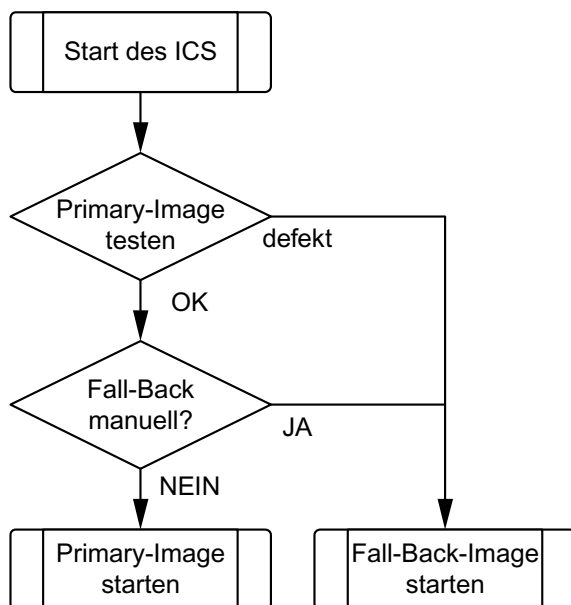 Start des ICS
Primary-Image
testen
defekt
OK
Fall-Back
manuell?
JA
NEIN
Primary-Image
starten
Fall-Back-Image
starten